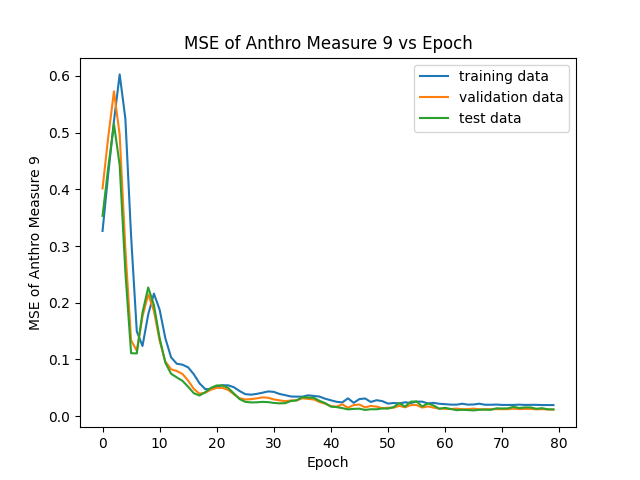 MSE of Anthro Measure 9 vs Epoch
training data
validation data
test data
MSE of Anthro Measure 9
0.6
0.5
0.4
0.3
0.2
0.1
0.0
0 10 20 30 40 50 60 70 80
Epoch